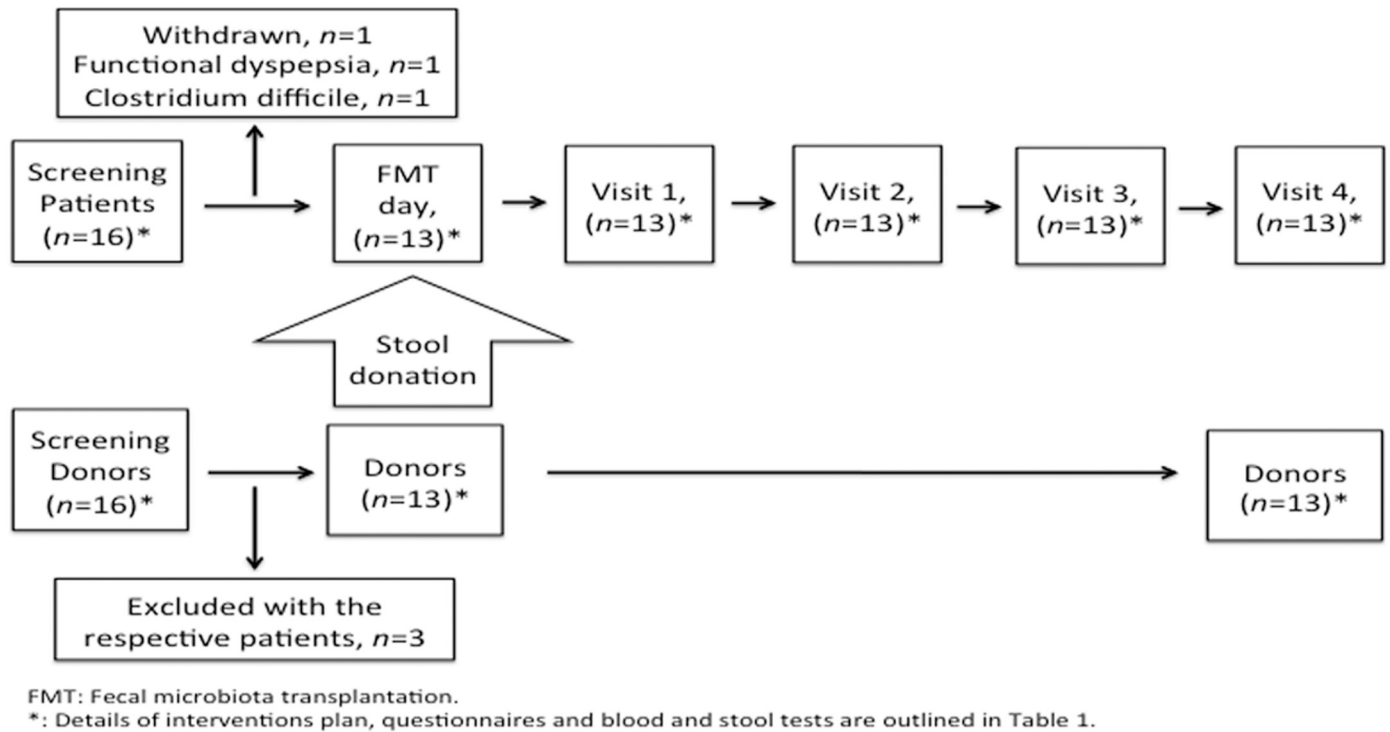 Withdrawn, n=1
Functional dyspepsia, n=1
Clostridium difficile, n=1
Screening
Patients
(n=16)*
FMT
day,
(n=13)*
Visit 1,
(n=13)*
Visit 2,
(n=13)*
Visit 3,
(n=13)*
Visit 4,
(n=13)*
Stool
donation
Screening
Donors
(n=16)*
Donors
(n=13)*
Donors
(n=13)*
Excluded with the
respective patients, n=3
FMT: Fecal microbiota transplantation.
*: Details of interventions plan, questionnaires and blood and stool tests are outlined in Table 1.